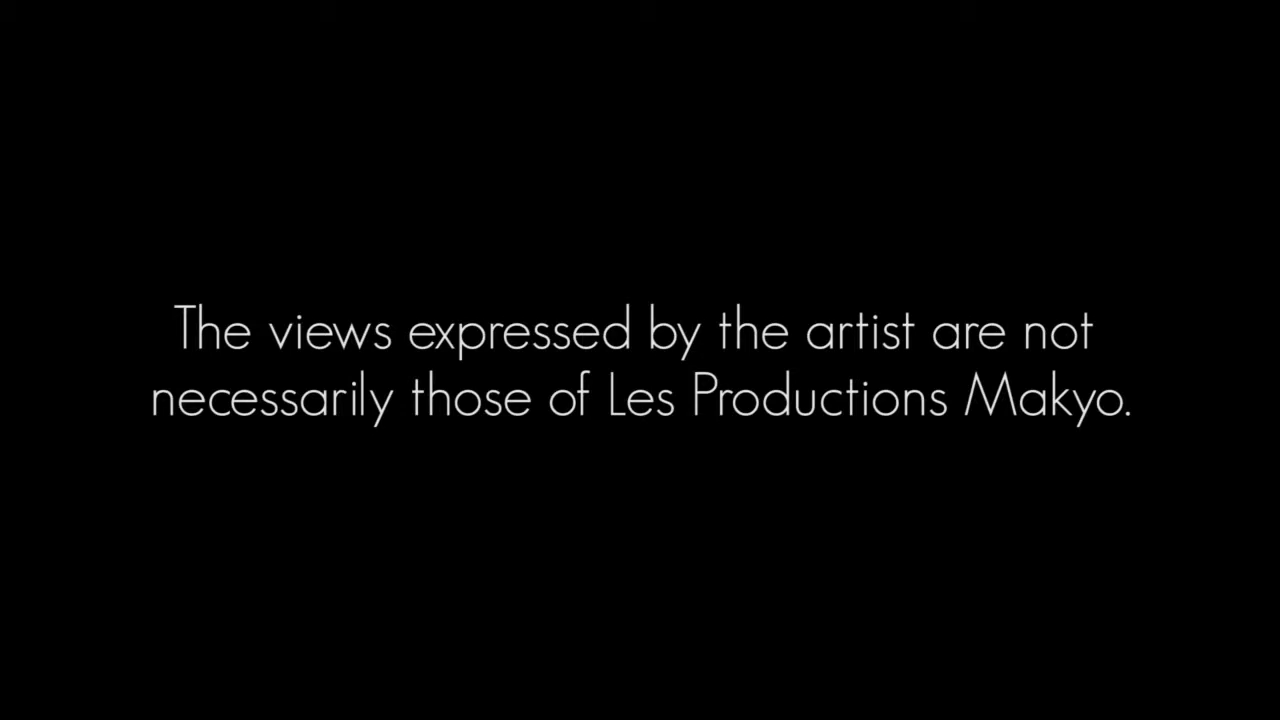 The views expressed by the artist are not
necessarily those of Les Productions Makyo.